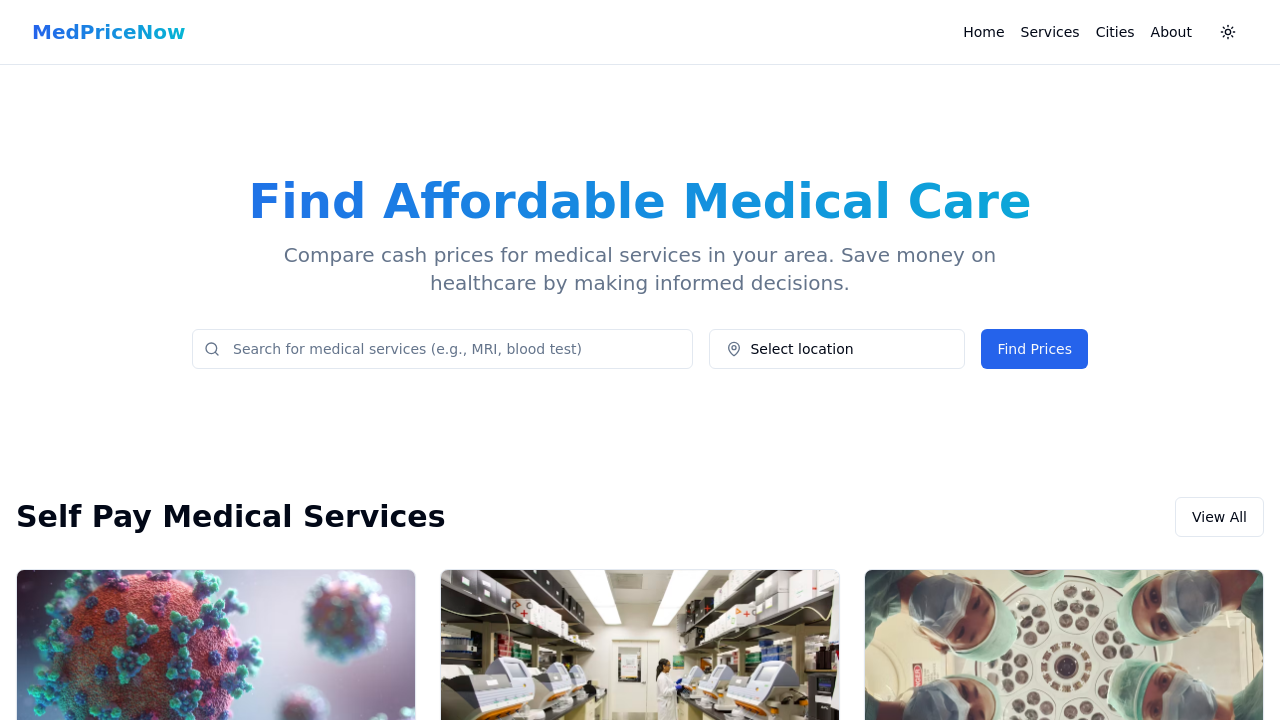 MedPriceNow
Home
Services
Cities
About
Find Affordable Medical Care
Compare cash prices for medical services in your area. Save money on
healthcare by making informed decisions.
Search for medical services (e.g., MRI, blood test)
Select location
Find Prices
Self Pay Medical Services
View All